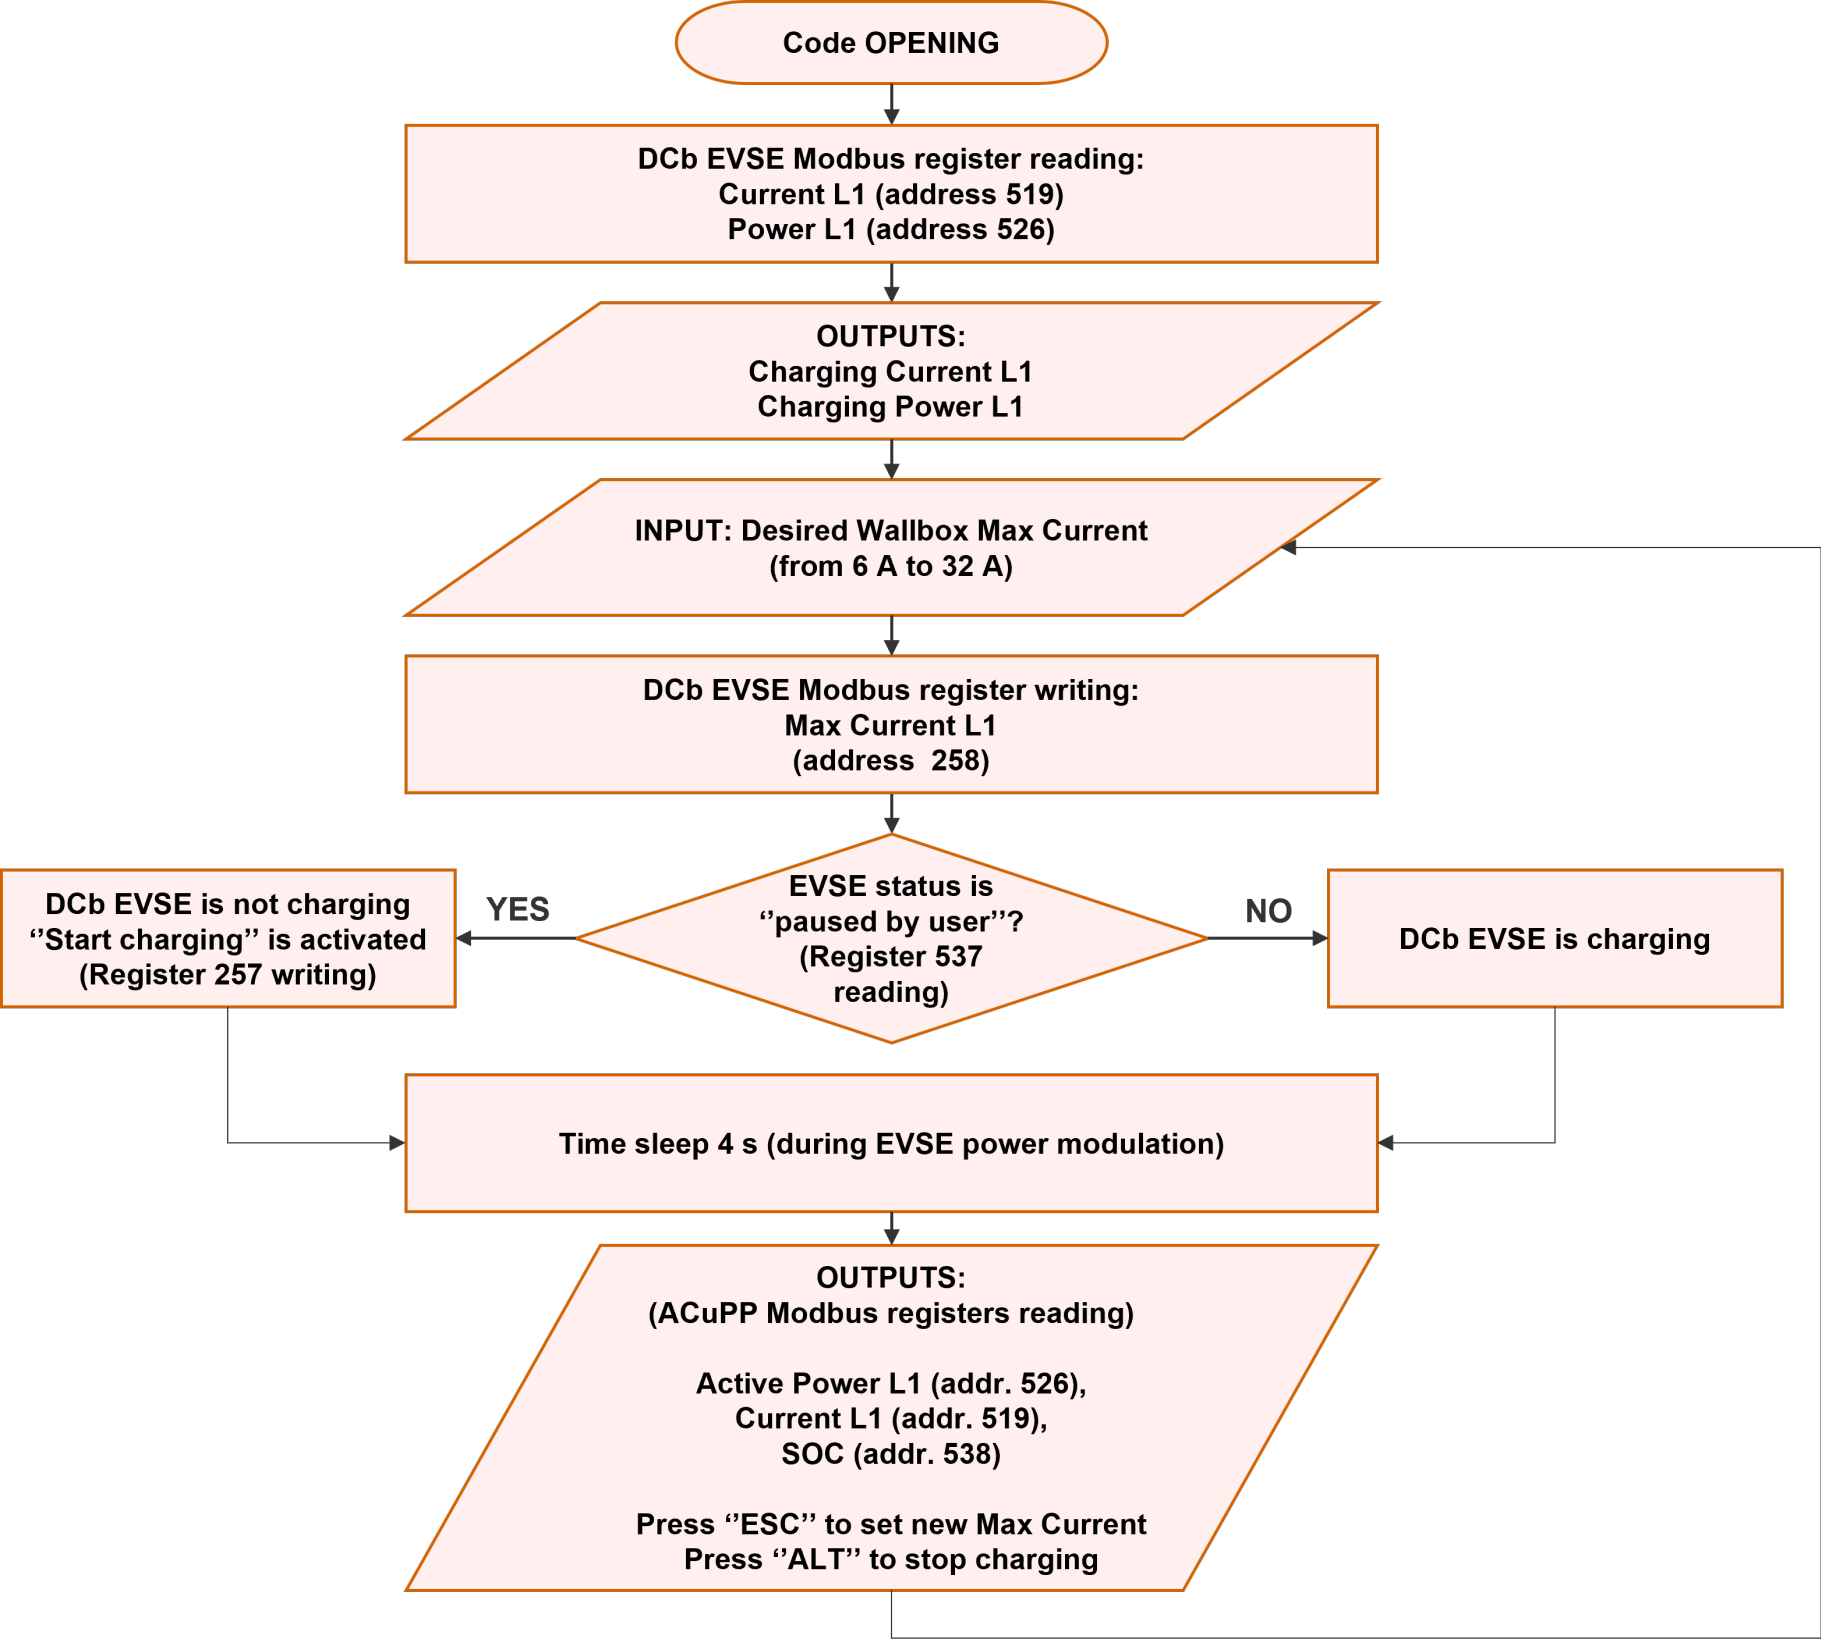 Code OPENING
DCb EVSE Modbus register reading:
Current L1 (address 519)
Power L1 (address 526)
OUTPUTS:
Charging Current L1
Charging Power L1
INPUT: Desired Wallbox Max Current
(from 6 A to 32 A)
DCb EVSE Modbus register writing:
Max Current L1
(address  258)
EVSE status is
‘’paused by user’’?
(Register 537
reading)
YES
NO
DCb EVSE is not charging
‘’Start charging’’ is activated
(Register 257 writing)
DCb EVSE is charging
Time sleep 4 s (during EVSE power modulation)
OUTPUTS:
(ACuPP Modbus registers reading)
Active Power L1 (addr. 526),
Current L1 (addr. 519),
SOC (addr. 538)
Press ‘’ESC’’ to set new Max Current
Press ‘’ALT’’ to stop charging